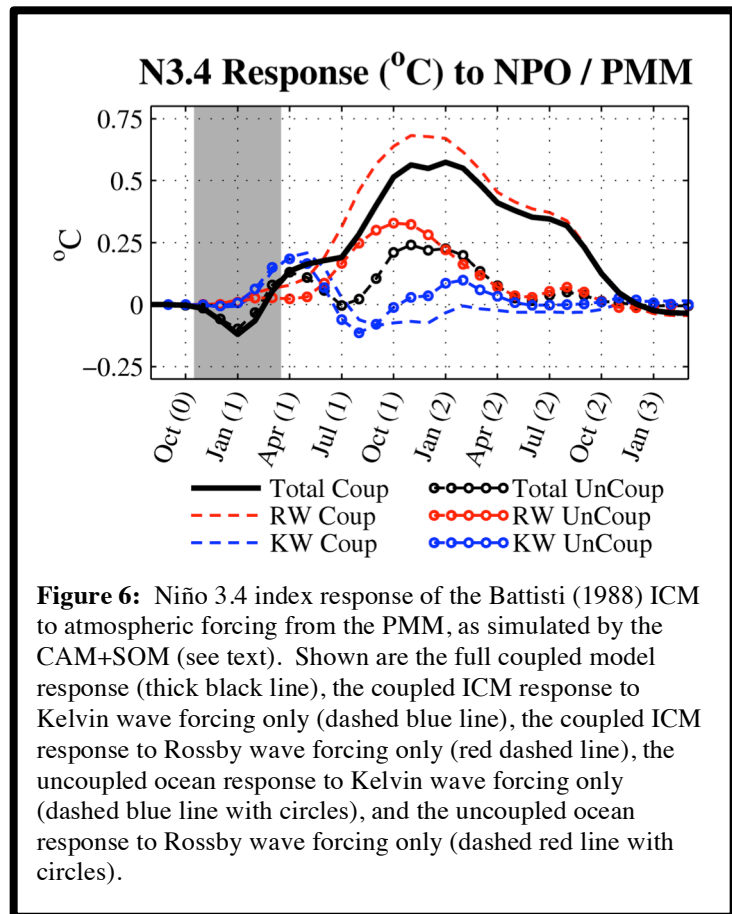 N3.4 Response (°C) to NPO / PMM
0.75
0.5
0.25
0
−0.25
°C
Oct (0)
Jan (1)
Apr (1)
Jul (1)
Oct (1)
Jan (2)
Apr (2)
Jul (2)
Oct (2)
Jan (3)
Total Coup
Total UnCoup
RW Coup
RW UnCoup
KW Coup
KW UnCoup
Figure 6: Niño 3.4 index response of the Battisti (1988) ICM
to atmospheric forcing from the PMM, as simulated by the
CAM+SOM (see text). Shown are the full coupled model
response (thick black line), the coupled ICM response to
Kelvin wave forcing only (dashed blue line), the coupled ICM
response to Rossby wave forcing only (red dashed line), the
uncoupled ocean response to Kelvin wave forcing only
(dashed blue line with circles), and the uncoupled ocean
response to Rossby wave forcing only (dashed red line with
circles).